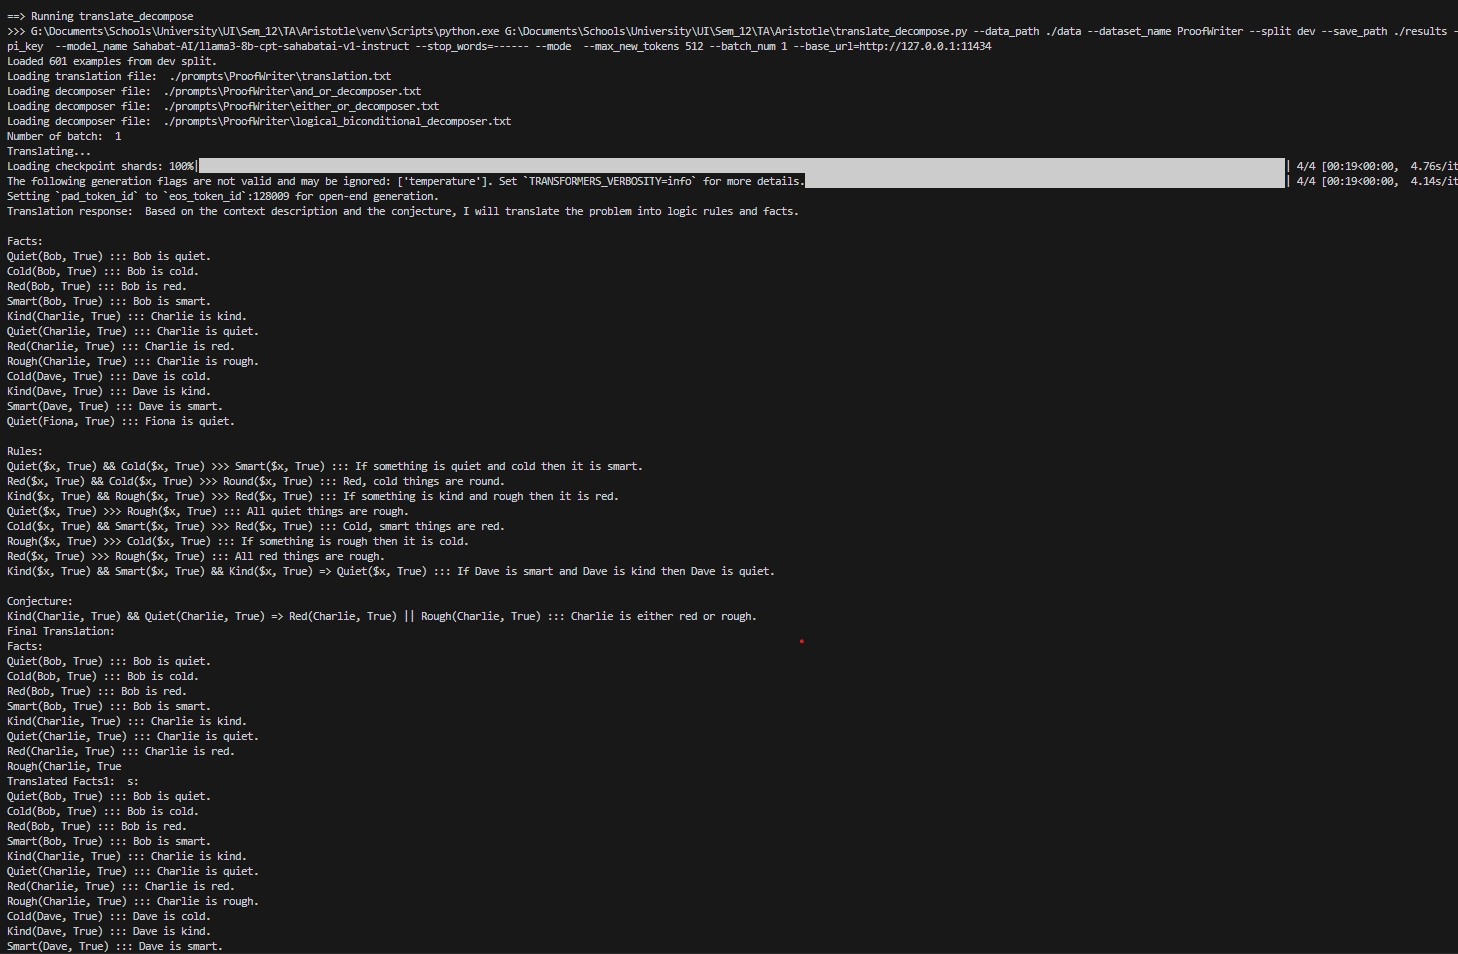 ==> Running translate_decompose
>>> G:\Documents\Schools\University\UI\Sem_12\TA\Aristotle\venv\Scripts\python.exe G:\Documents\Schools\University\UI\Sem_12\TA\Aristotle\translate_decompose.py --data_path ./data --dataset_name ProofWriter --split dev --save_path ./results -
pi_key  --model_name Sahabat-AI/llama3-8b-cpt-sahabatai-v1-instruct --stop_words=------ --mode  --max_new_tokens 512 --batch_num 1 --base_url=http://127.0.0.1:11434
Loaded 601 examples from dev split.
Loading translation file:  ./prompts\ProofWriter\translation.txt
Loading decomposer file:  ./prompts\ProofWriter\and_or_decomposer.txt
Loading decomposer file:  ./prompts\ProofWriter\either_or_decomposer.txt
Loading decomposer file:  ./prompts\ProofWriter\logical_biconditional_decomposer.txt
Number of batch:  1
Translating...
Loading checkpoint shards: 100%| | 4/4 [00:19<00:00,  4.76s/it
The following generation flags are not valid and may be ignored: ['temperature']. Set `TRANSFORMERS_VERBOSITY=info` for more details. | 4/4 [00:19<00:00,  4.14s/it
Setting `pad_token_id` to `eos_token_id`:128009 for open-end generation.
Translation response:  Based on the context description and the conjecture, I will translate the problem into logic rules and facts.

Facts:
Quiet(Bob, True) ::: Bob is quiet.
Cold(Bob, True) ::: Bob is cold.
Red(Bob, True) ::: Bob is red.
Smart(Bob, True) ::: Bob is smart.
Kind(Charlie, True) ::: Charlie is kind.
Quiet(Charlie, True) ::: Charlie is quiet.
Red(Charlie, True) ::: Charlie is red.
Rough(Charlie, True) ::: Charlie is rough.
Cold(Dave, True) ::: Dave is cold.
Kind(Dave, True) ::: Dave is kind.
Smart(Dave, True) ::: Dave is smart.
Quiet(Fiona, True) ::: Fiona is quiet.

Rules:
Quiet($x, True) && Cold($x, True) >>> Smart($x, True) ::: If something is quiet and cold then it is smart.
Red($x, True) && Cold($x, True) >>> Round($x, True) ::: Red, cold things are round.
Kind($x, True) && Rough($x, True) >>> Red($x, True) ::: If something is kind and rough then it is red.
Quiet($x, True) >>> Rough($x, True) ::: All quiet things are rough.
Cold($x, True) && Smart($x, True) >>> Red($x, True) ::: Cold, smart things are red.
Rough($x, True) >>> Cold($x, True) ::: If something is rough then it is cold.
Red($x, True) >>> Rough($x, True) ::: All red things are rough.
Kind($x, True) && Smart($x, True) && Kind($x, True) => Quiet($x, True) ::: If Dave is smart and Dave is kind then Dave is quiet.

Conjecture:
Kind(Charlie, True) && Quiet(Charlie, True) => Red(Charlie, True) || Rough(Charlie, True) ::: Charlie is either red or rough.
Final Translation:
Facts:
Quiet(Bob, True) ::: Bob is quiet.
Cold(Bob, True) ::: Bob is cold.
Red(Bob, True) ::: Bob is red.
Smart(Bob, True) ::: Bob is smart.
Kind(Charlie, True) ::: Charlie is kind.
Quiet(Charlie, True) ::: Charlie is quiet.
Red(Charlie, True) ::: Charlie is red.
Rough(Charlie, True
Translated Facts1:  s:
Quiet(Bob, True) ::: Bob is quiet.
Cold(Bob, True) ::: Bob is cold.
Red(Bob, True) ::: Bob is red.
Smart(Bob, True) ::: Bob is smart.
Kind(Charlie, True) ::: Charlie is kind.
Quiet(Charlie, True) ::: Charlie is quiet.
Red(Charlie, True) ::: Charlie is red.
Rough(Charlie, True) ::: Charlie is rough.
Cold(Dave, True) ::: Dave is cold.
Kind(Dave, True) ::: Dave is kind.
Smart(Dave, True) ::: Dave is smart.